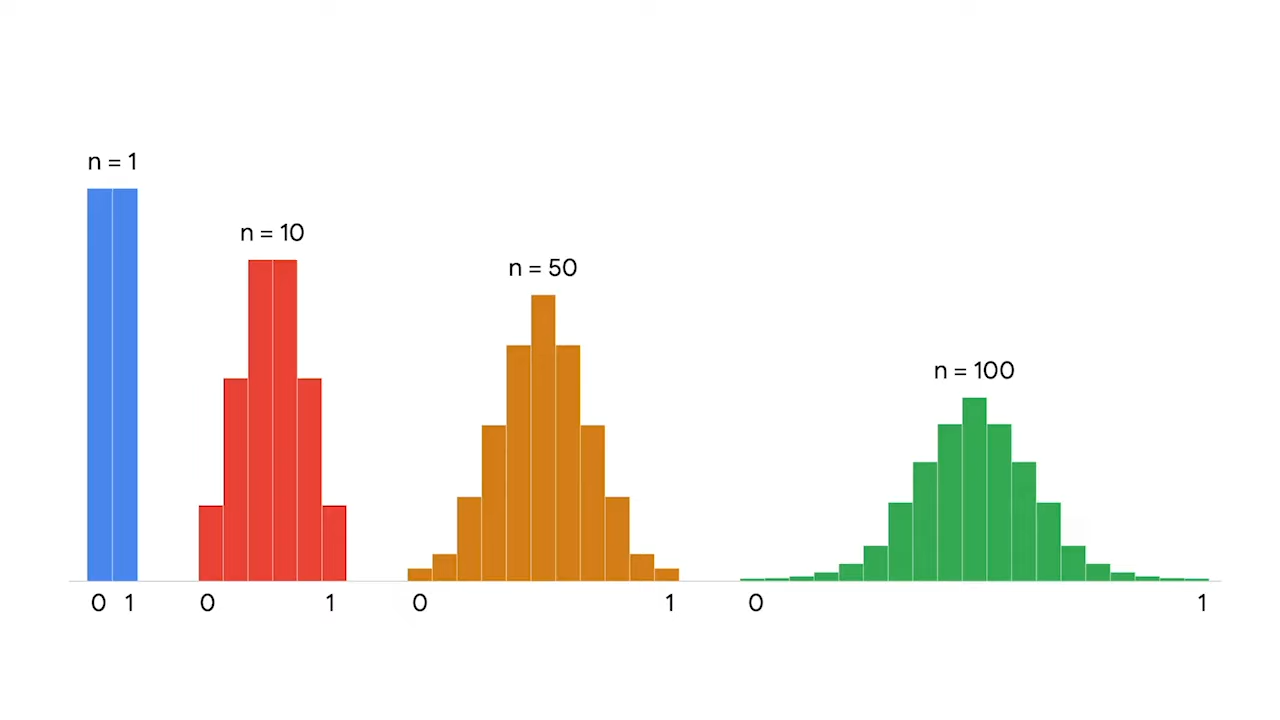 n = 1
n = 10
n = 50
n = 100
0 1 0 1 0 1 0 1